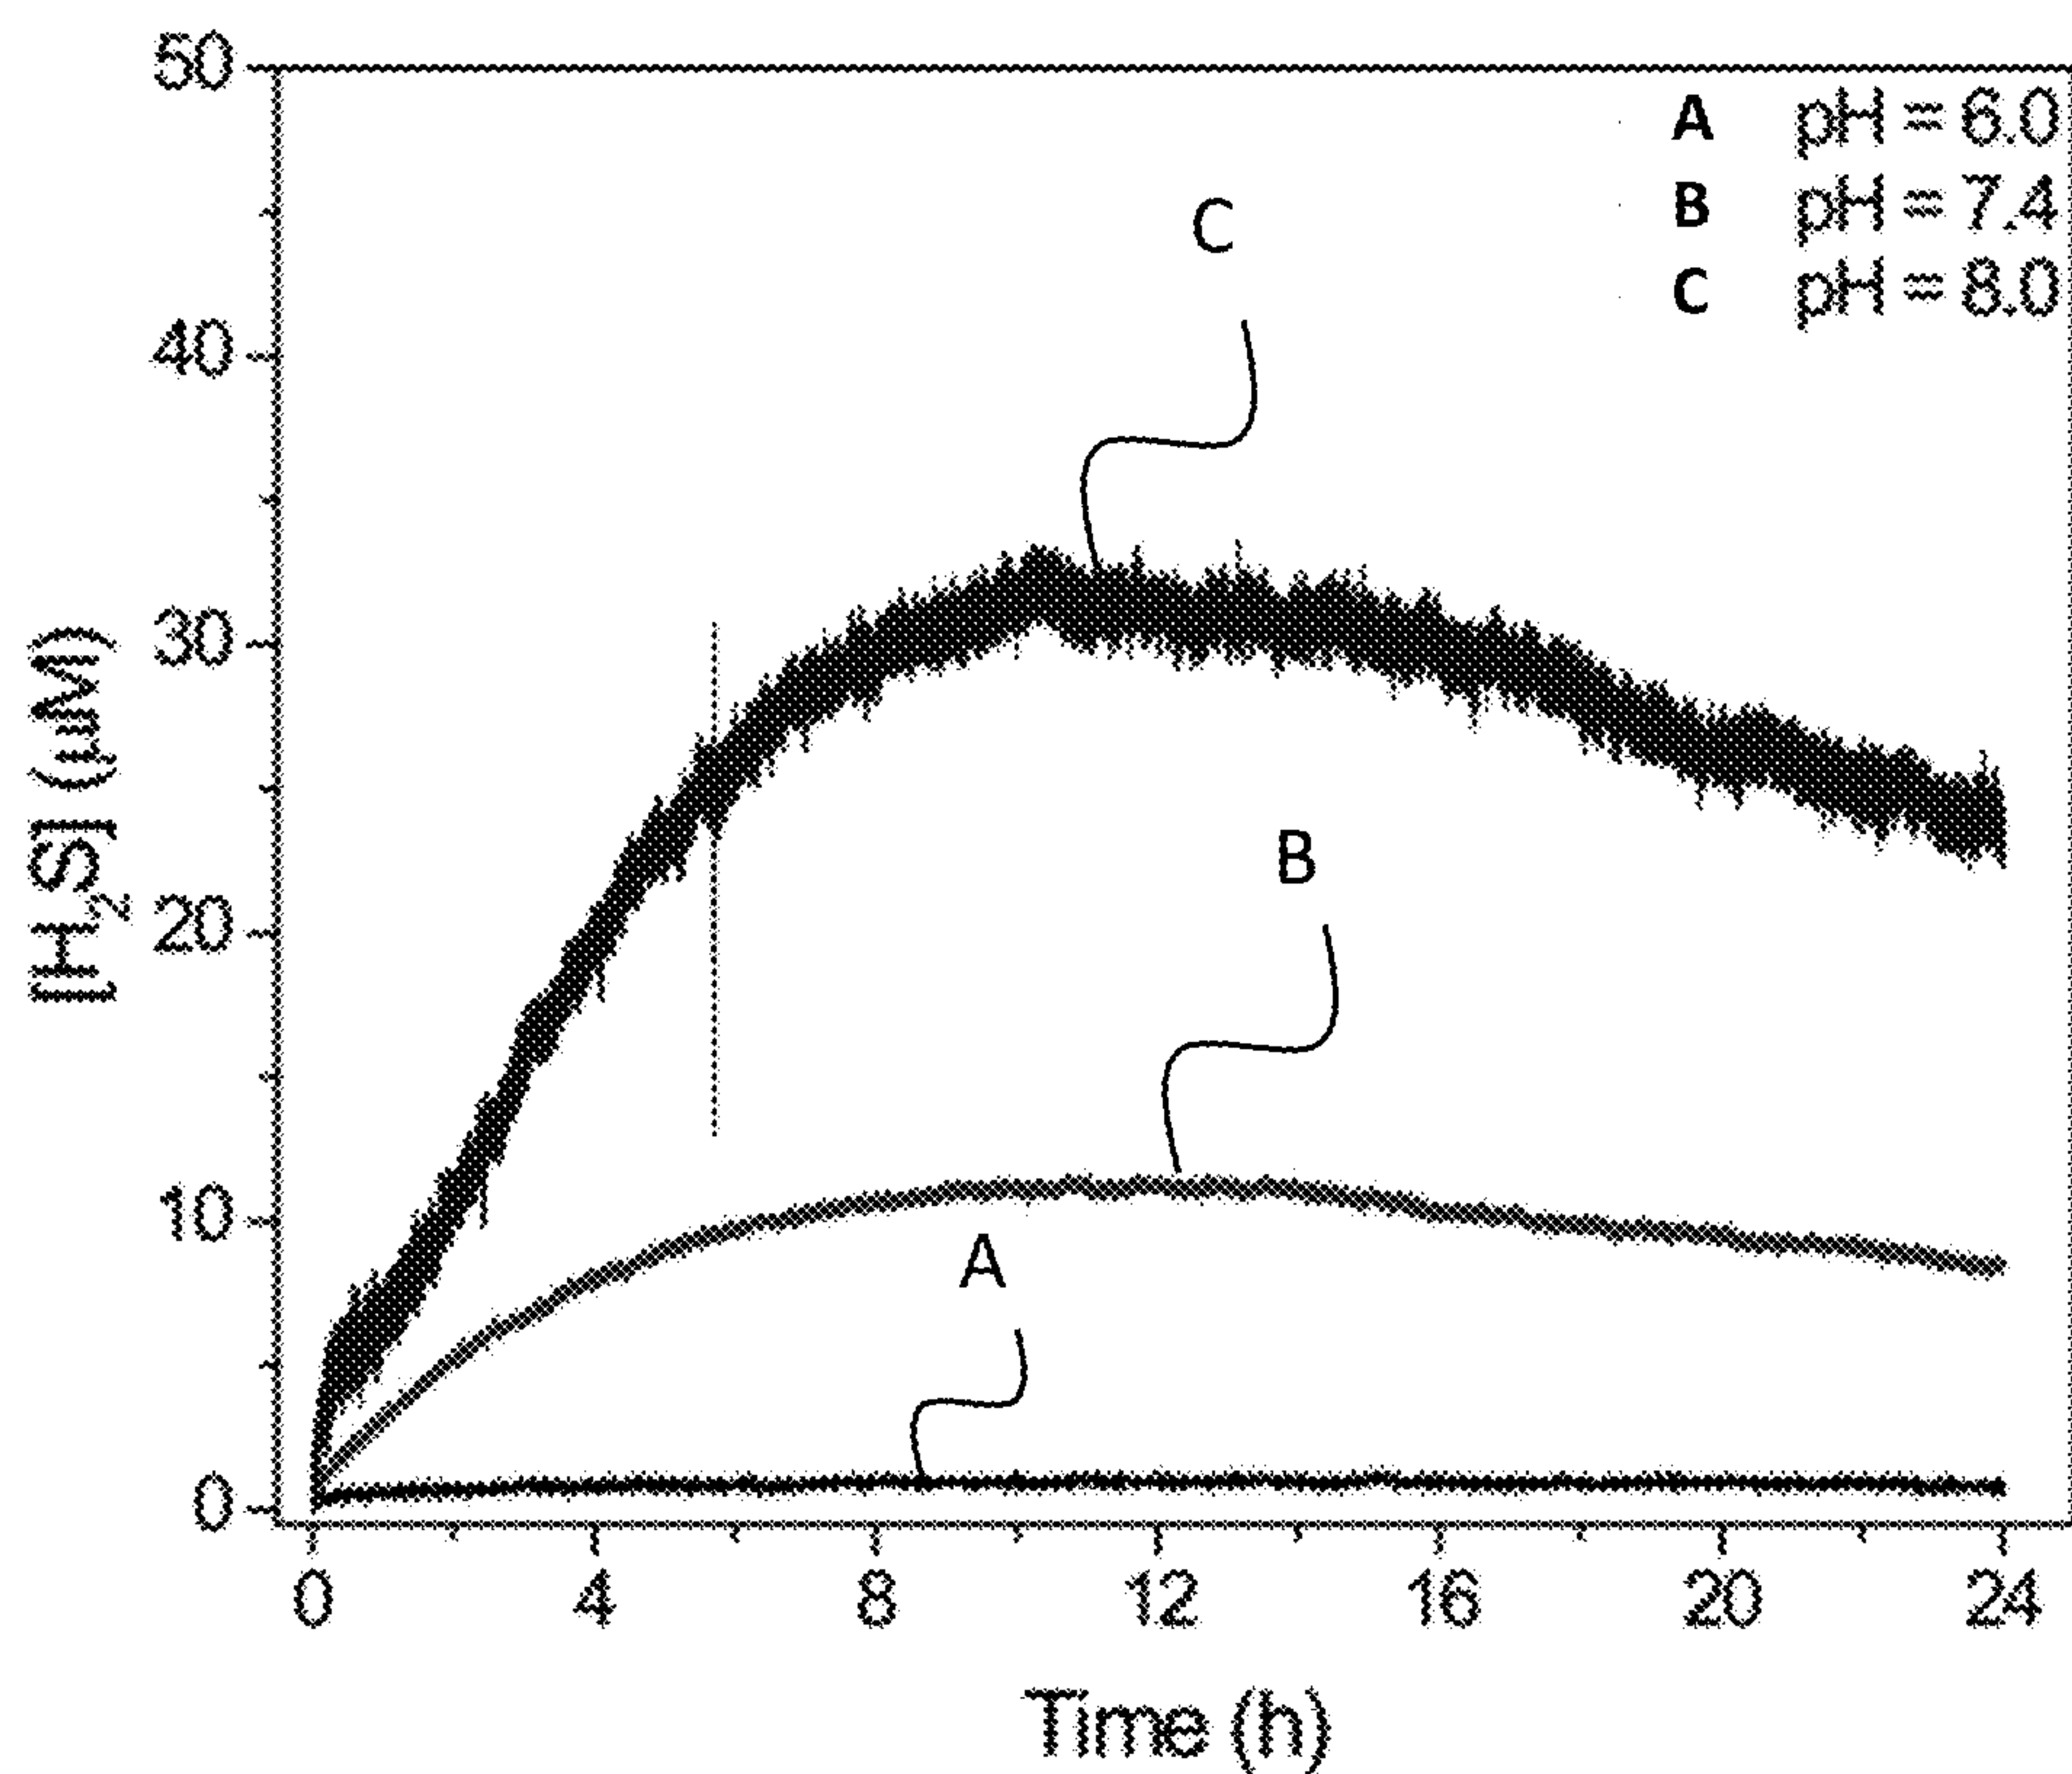 50
A pH = 6.0
B pH = 7.4
C pH = 8.0
C
40
30
B
[H2S] (µM)
20
10
A
0
0 4 8 12 16 20 24
Time (h)